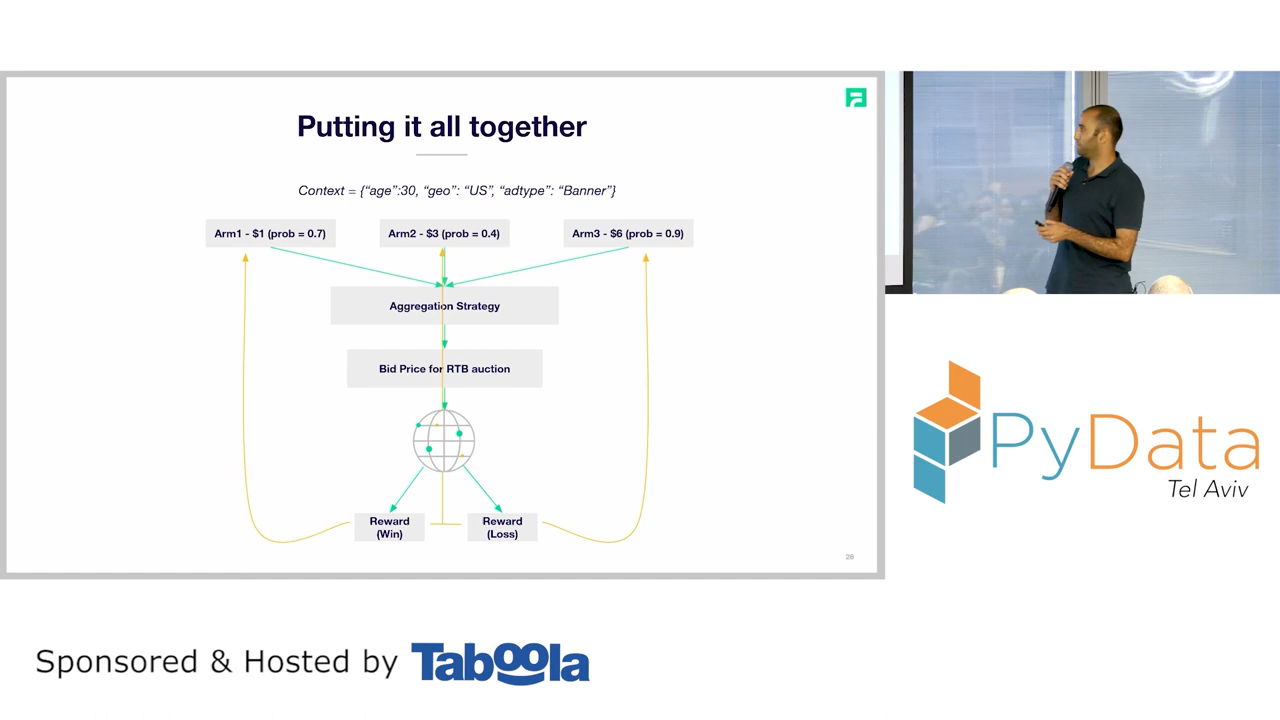 Putting it all together
Context = {“age”:30, “geo”: “US”, “adtype”: “Banner”}
Arm1 - $1 (prob = 0.7)
Arm2 - $3 (prob = 0.4)
Arm3 - $6 (prob = 0.9)
Aggregation Strategy
Bid Price for RTB auction
Reward
(Win)
Reward
(Loss)
28
PyData
Tel Aviv
Sponsored & Hosted by Taboola